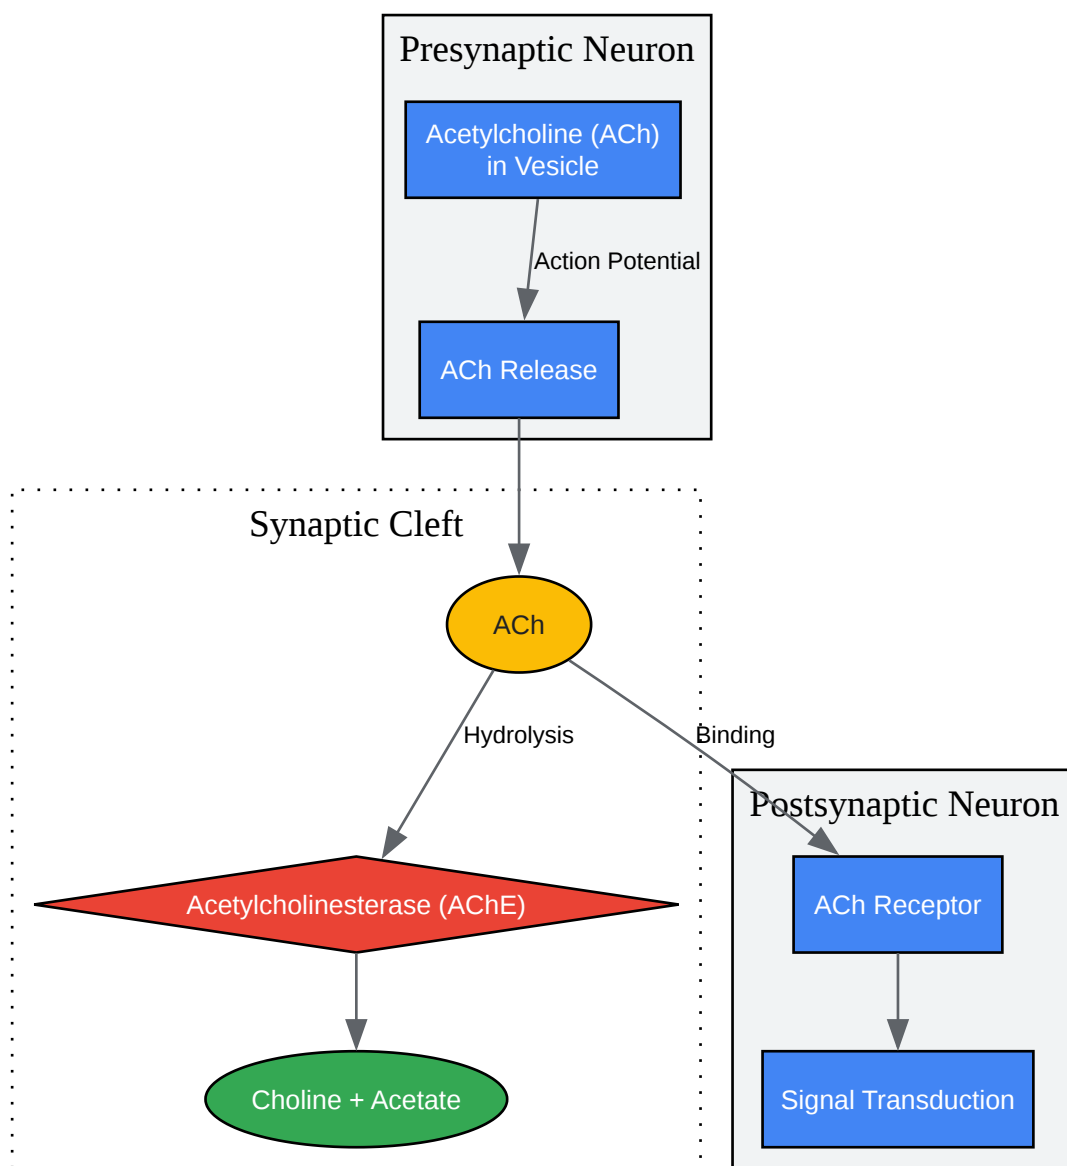 Presynaptic Neuron
Acetylcholine (ACh)
in Vesicle
Action Potential
ACh Release
Synaptic Cleft
ACh
Hydrolysis
Binding
Postsynaptic Neuron
Acetylcholinesterase (AChE)
ACh Receptor
Choline + Acetate
Signal Transduction